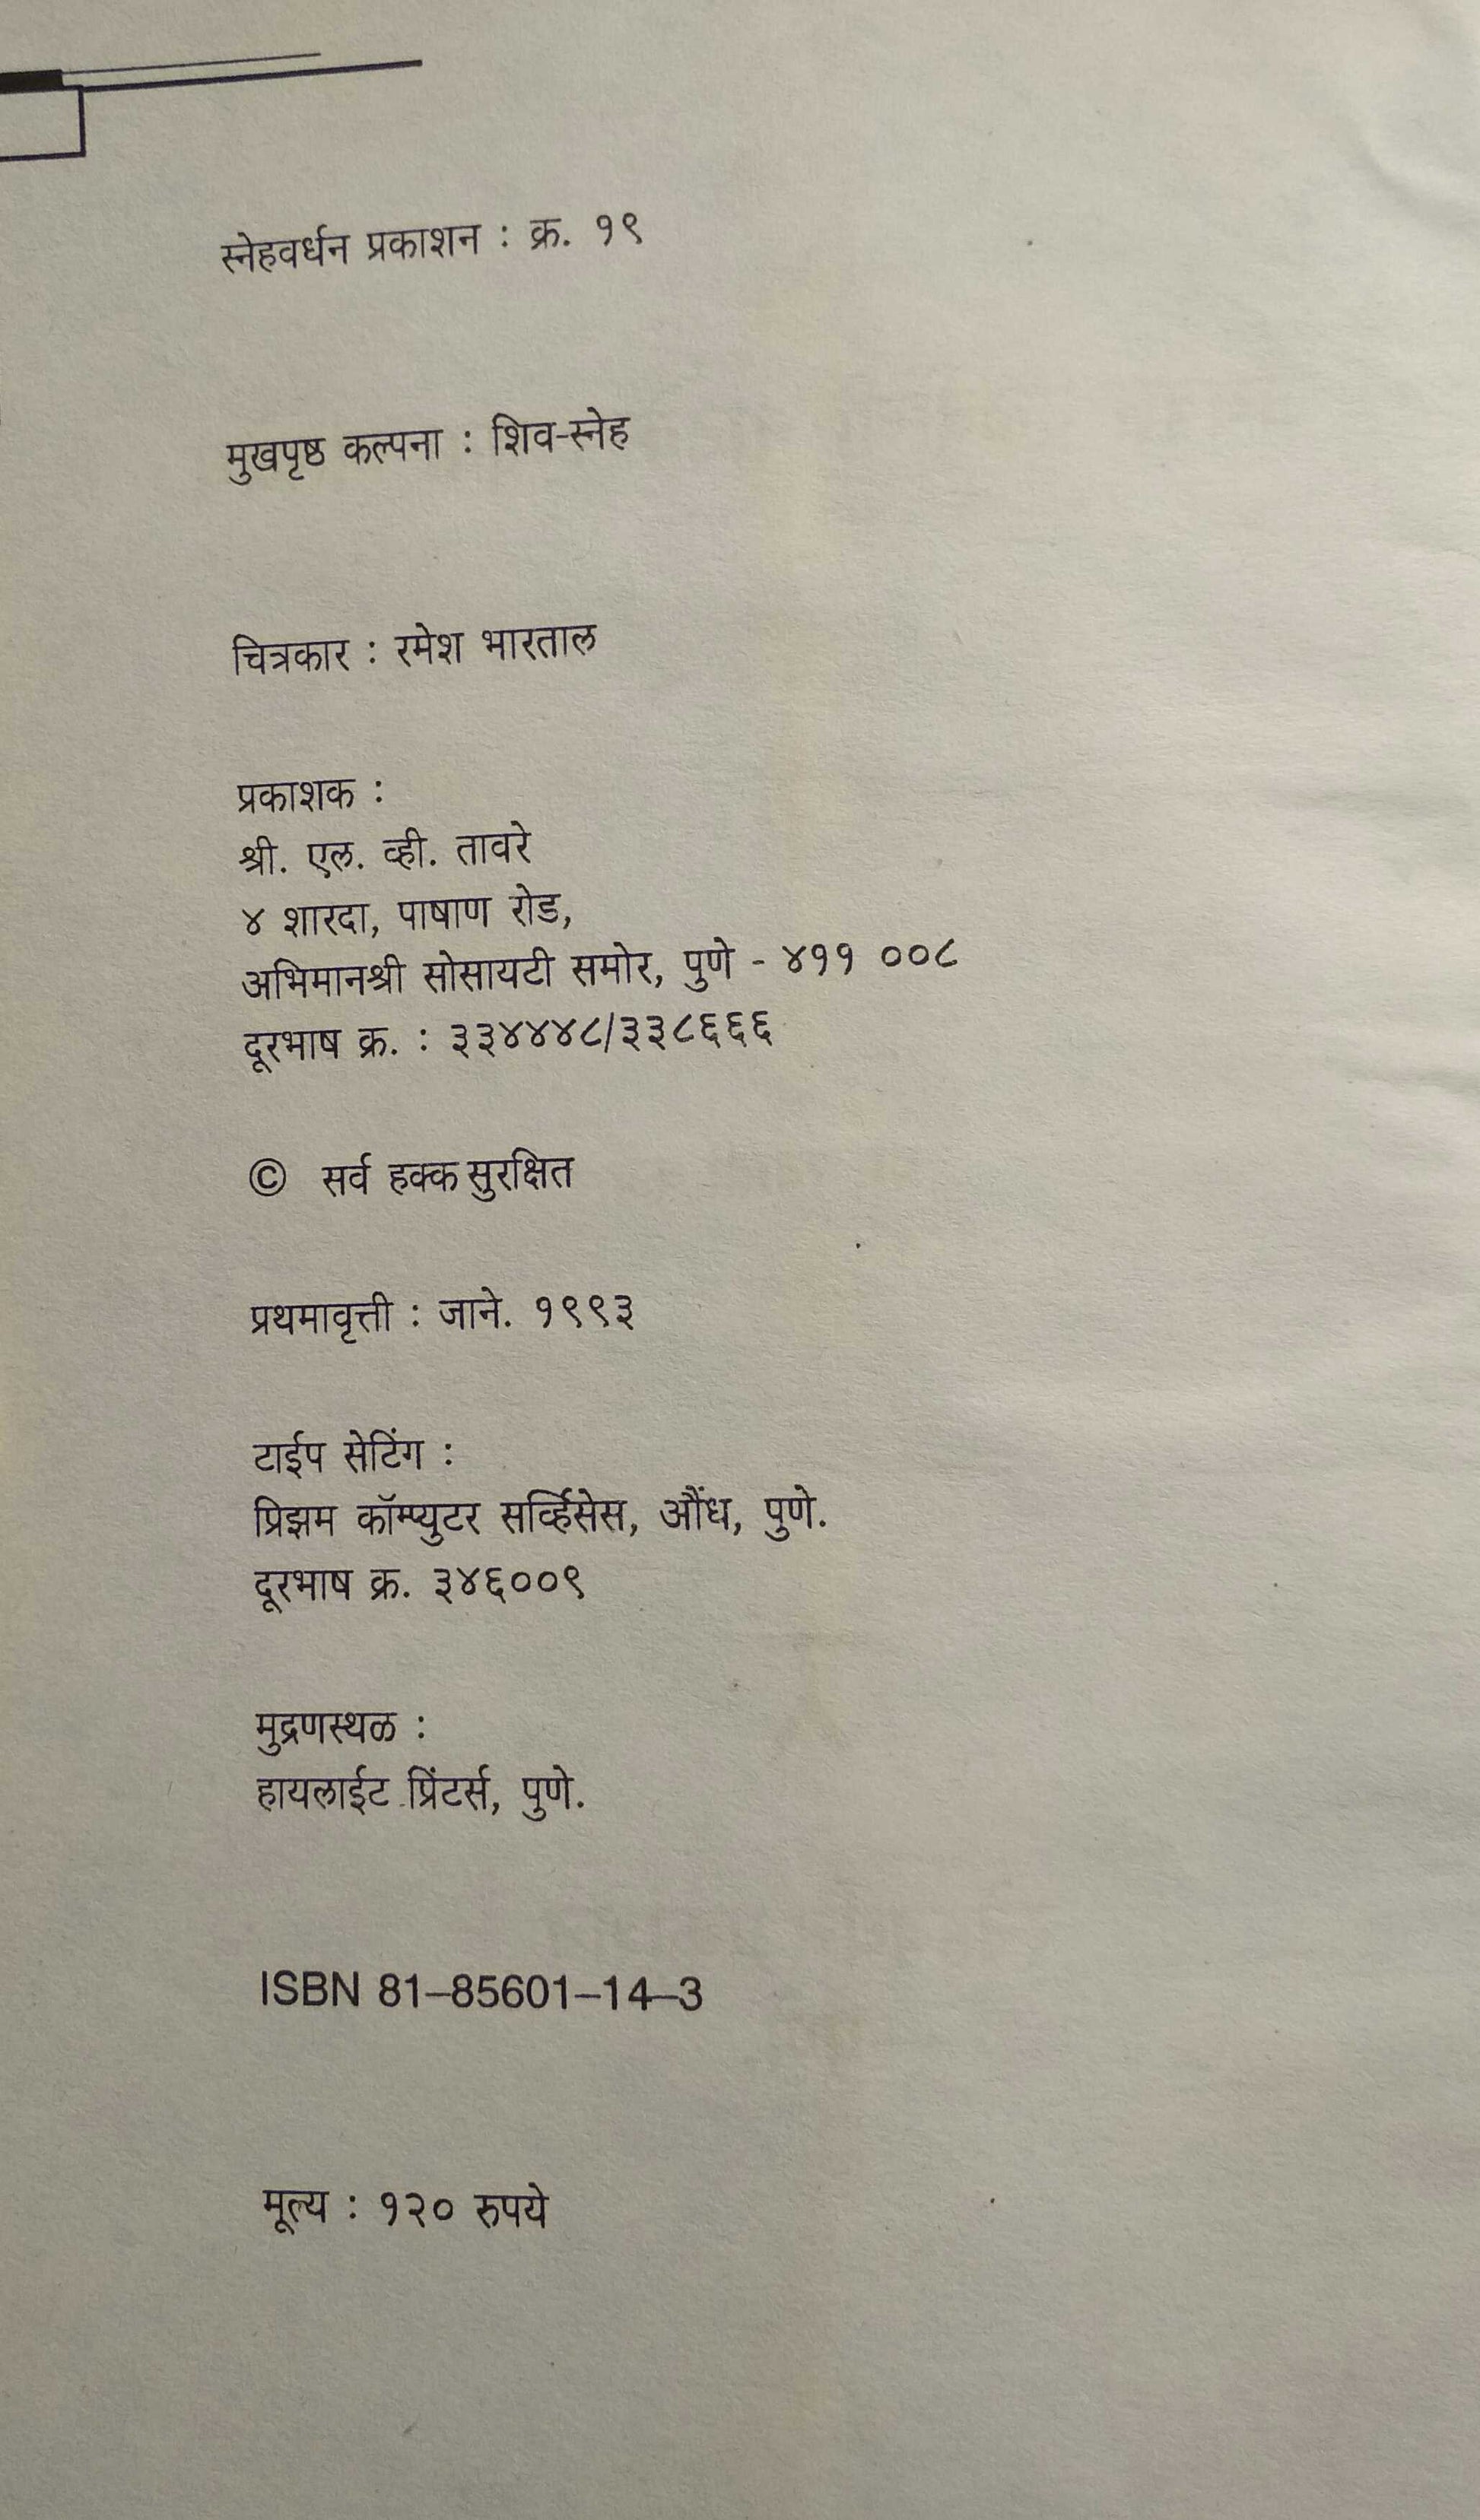 स्नेहवर्धन प्रकाशन : क्र. १९
मुखपृष्ठ कल्पना : शिव-स्नेह
चित्रकार : रमेश भारताल
प्रकाशक :
श्री. एल. व्ही. तावरे
४ शारदा, पाषाण रोड,
अभिमानश्री सोसायटी समोर, पुणे - ४११ ००८
दूरभाष क्र. : ३३४४४८/३३८६६६
© सर्व हक्क सुरक्षित
प्रथमावृत्ती : जाने. १९९३
टाईप सेटिंग :
प्रिझम कॉम्प्युटर सर्व्हिसेस, औंध, पुणे.
दूरभाष क्र. ३४६००९
मुद्रणस्थळ :
हायलाईट प्रिंटर्स, पुणे.
ISBN 81–85601–14–3
मूल्य : १२० रुपये